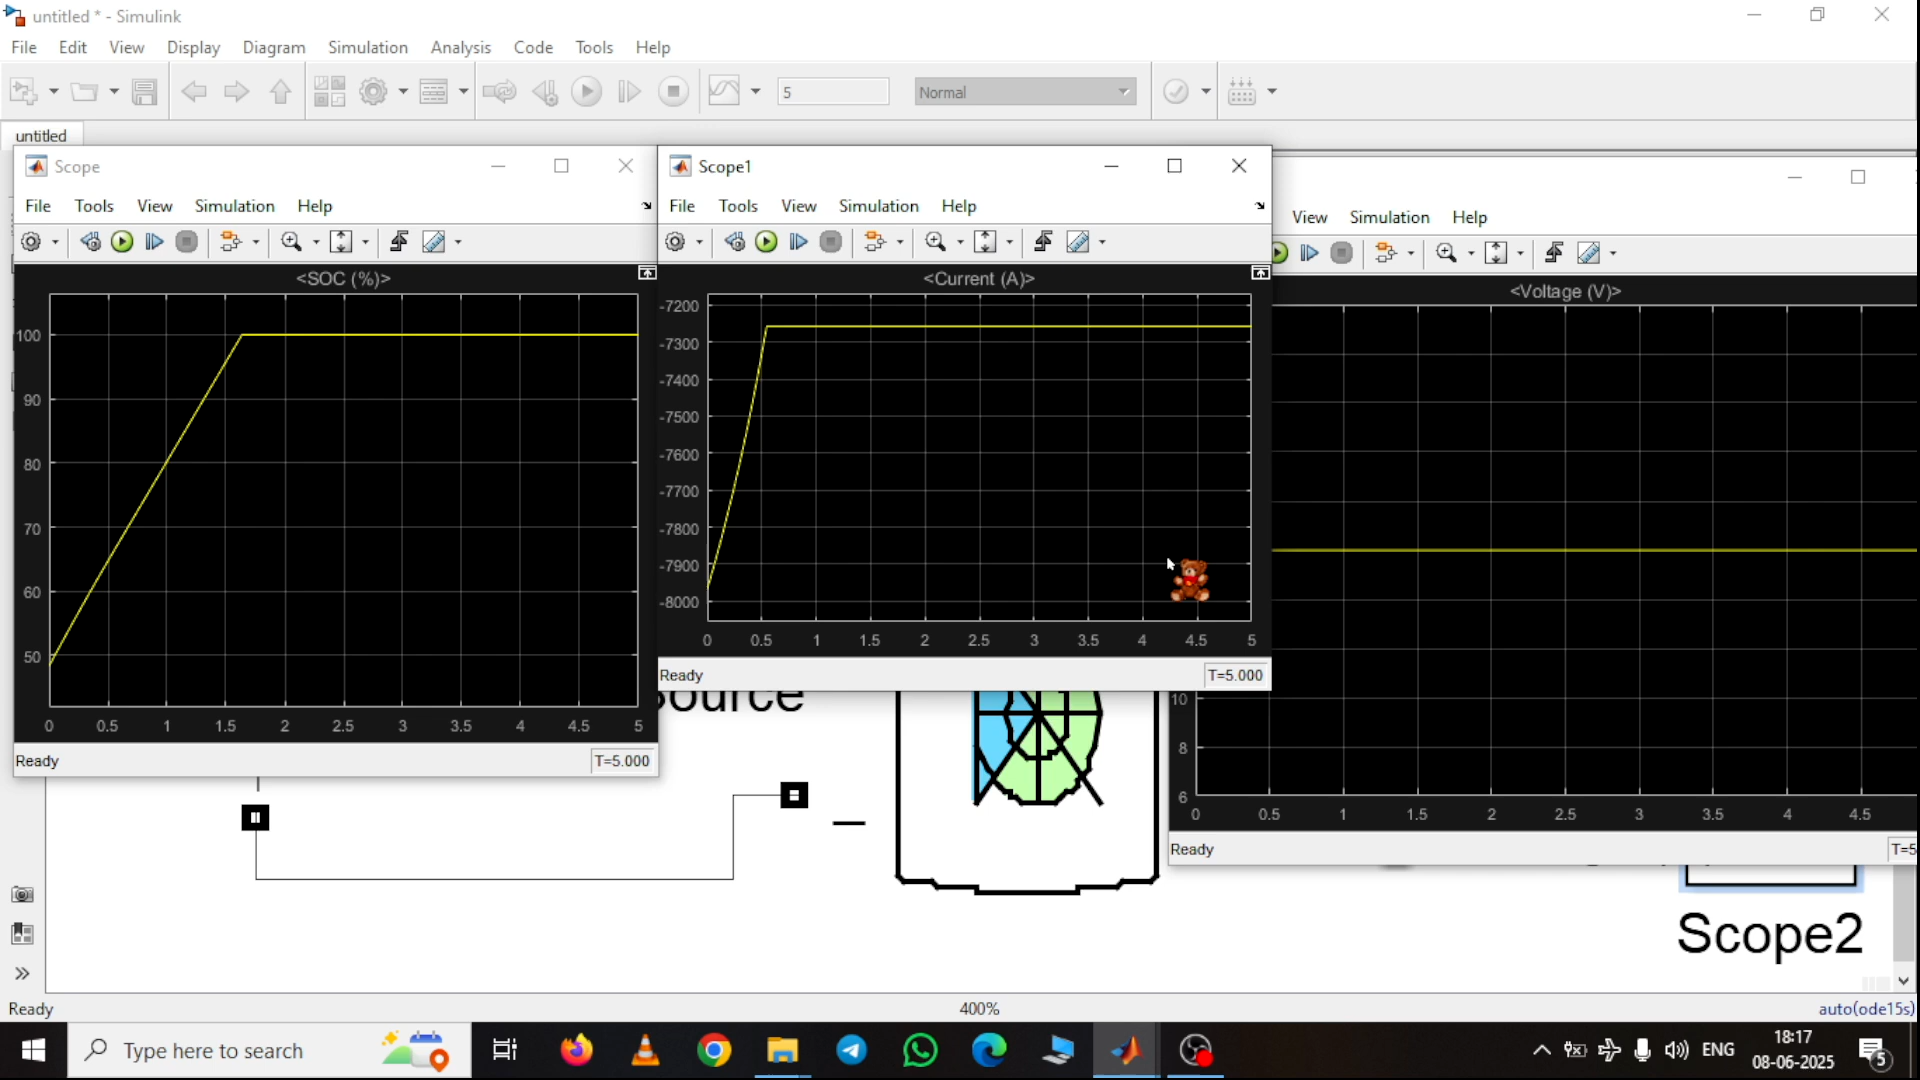 untitled * - Simulink
File Edit View Display Diagram Simulation Analysis Code Tools Help
5
Normal
untitled
Scope
File Tools View Simulation Help
<SOC (%)>
100
90
80
70
60
50
0 0.5 1 1.5 2 2.5 3 3.5 4 4.5 5
Ready
T=5.000
Scope1
File Tools View Simulation Help
<Current (A)>
-7200
-7300
-7400
-7500
-7600
-7700
-7800
-7900
-8000
0 0.5 1 1.5 2 2.5 3 3.5 4 4.5 5
Ready
T=5.000
View Simulation Help
<Voltage (V)>
10
8
6
0 0.5 1 1.5 2 2.5 3 3.5 4 4.5
Ready
T=5
Scope2
Ready
400%
auto(ode15s)
Type here to search
ENG
18:17
08-06-2025
5